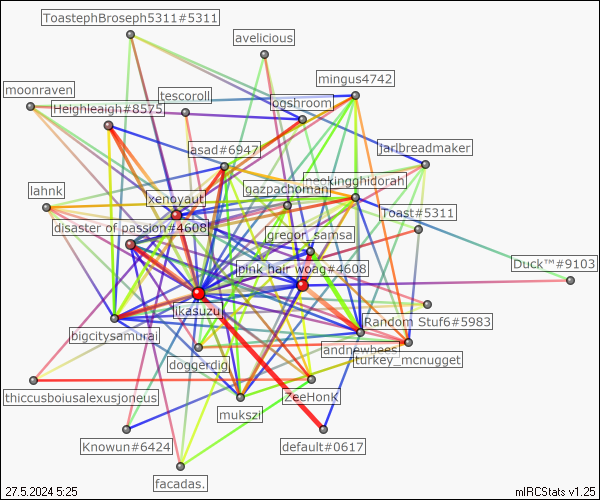 ToastephBroseph5311#5311
avelicious
mingus4742
moonraven
tescoroll
Heighleaigh#8575
ogshroom
asad#6947
Jarlbreadmaker
gazpachoman
kingghidorah
lahnk
xenoyaut
Toast#5311
disaster of passion#4608
gregor_samsa
pink hair woag#4608
Duck™#9103
ikasuzui
Random Stuf6#5983
bigcitysamurai
andnewbees
turkey_mcnugget
doggerdig
thiccusboiusalexusjoneus
ZeeHonK
mukszi
Knowun#6424
default#0617
facadas.
27.5.2024 5:25
mIRCStats v1.25